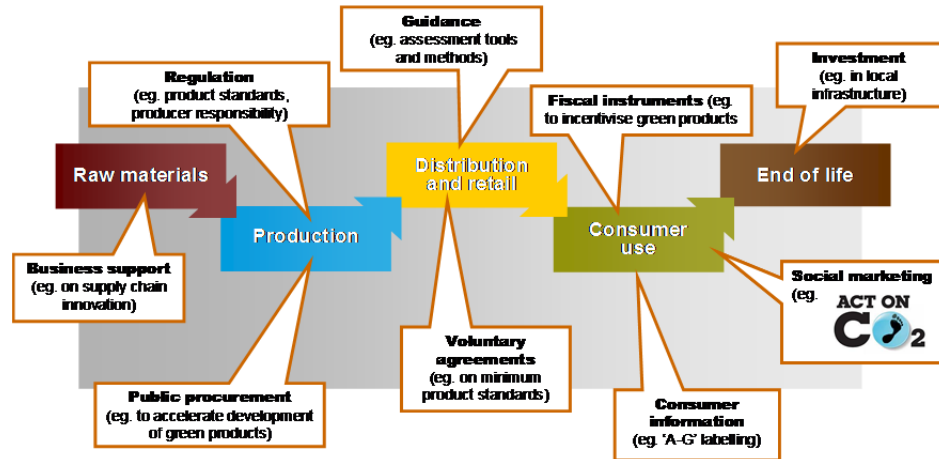 Guidance
(eg. assessment tools
and methods)
Regulation
(eg. product standards,
producer responsibility)
Investment
(eg. in local
infrastructure)
Fiscal instruments (eg.
to incentivise green products
Raw materials
Distribution
and retail
End of life
Production
Consumer
use
Business support
(eg. on supply chain
innovation)
Social marketing
(eg.
ACT ON
CO2
Voluntary
agreements
(eg. on minimum
product standards)
Public procurement
(eg. to accelerate development
of green products)
Consumer
information
(eg. 'A-G' labelling)